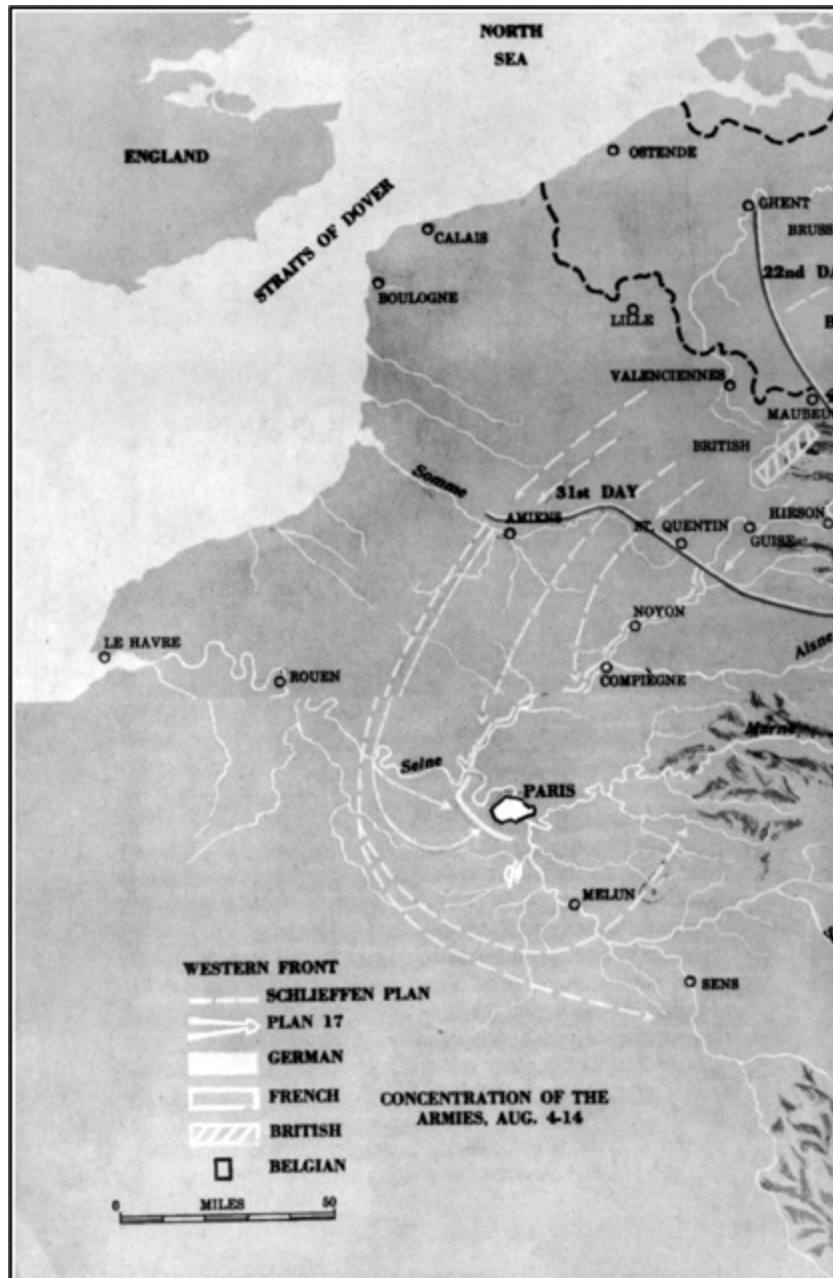 NORTH
SEA
ENGLAND
OSTENDE
STRAITS OF DOVER
GHENT
BRUSS
CALAIS
22nd DA
BOULOGNE
LILLE
VALENCIENNES
MAUBEU
BRITISH
Somme
31st DAY
AMIENS
ST. QUENTIN
HIRSON
GUISE
NOYON
LE HAVRE
Aisne
ROUEN
COMPIEGNE
Marne
Seine
PARIS
MELUN
SENS
WESTERN FRONT
SCHLIEFFEN PLAN
PLAN 17
GERMAN
FRENCH
BRITISH
BELGIAN
CONCENTRATION OF THE
ARMIES, AUG. 4-14
0 MILES 50